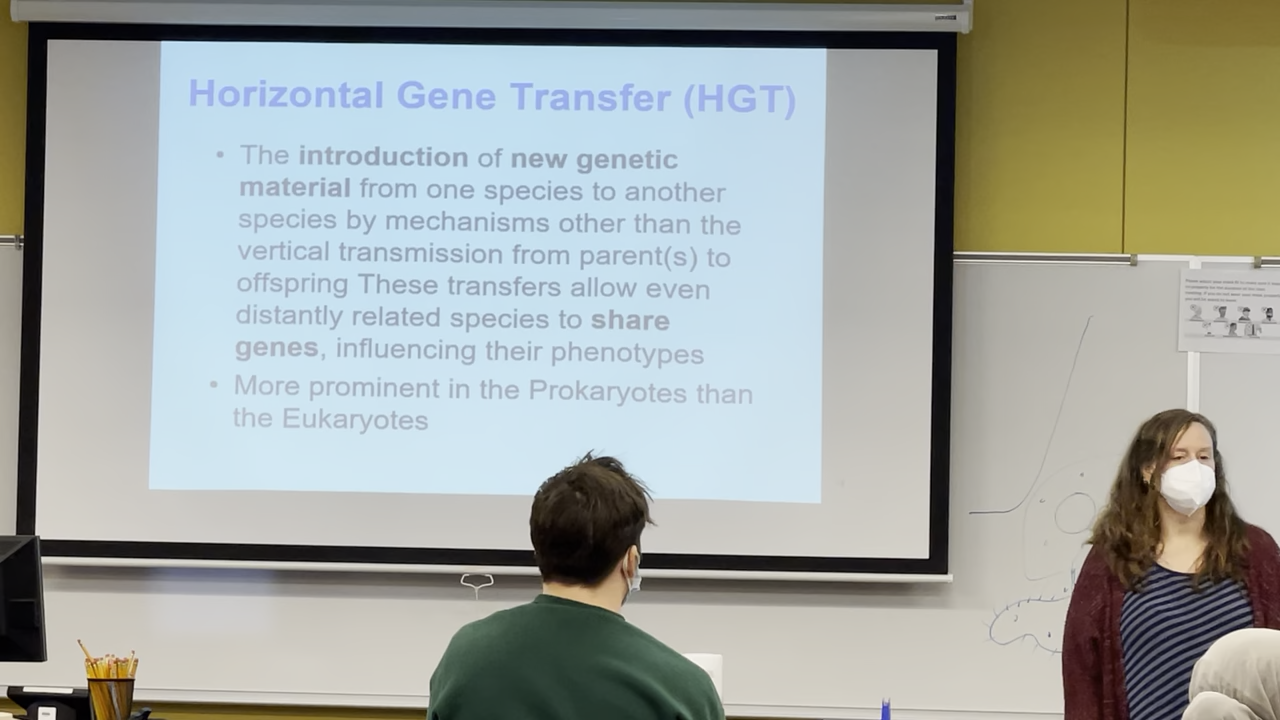 Horizontal Gene Transfer (HGT)
• The introduction of new genetic
material from one species to another
species by mechanisms other than the
vertical transmission from parent(s) to
offspring These transfers allow even
distantly related species to share
genes, influencing their phenotypes
• More prominent in the Prokaryotes than
the Eukaryotes